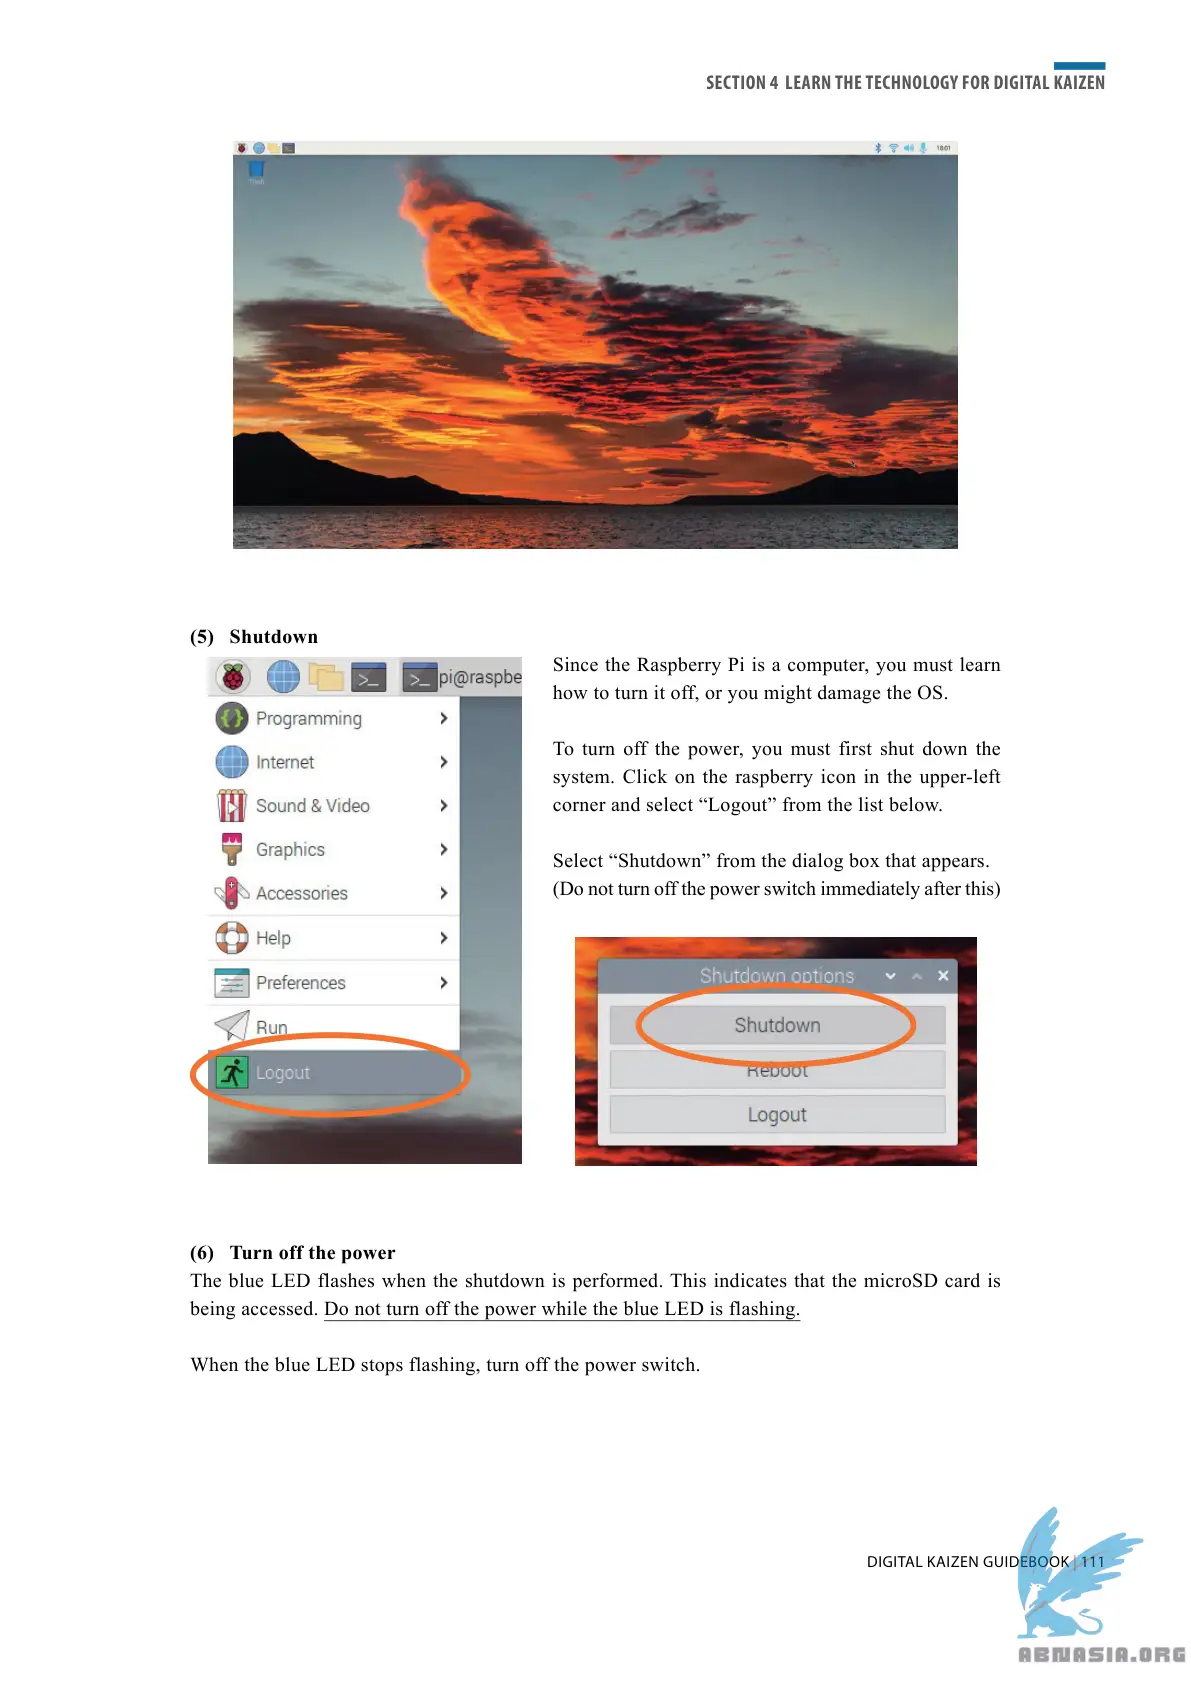 SECTION 4 LEARN THE TECHNOLOGY FOR DIGITAL KAIZEN
18:01
(5) Shutdown
pi@raspbe
Programming
Internet
Sound & Video
Graphics
Accessories
Help
Preferences
Run
Logout
Since the Raspberry Pi is a computer, you must learn
how to turn it off, or you might damage the OS.
To turn off the power, you must first shut down the
system. Click on the raspberry icon in the upper-left
corner and select “Logout” from the list below.
Select “Shutdown” from the dialog box that appears.
(Do not turn off the power switch immediately after this)
Shutdown options
Shutdown
Reboot
Logout
(6) Turn off the power
The blue LED flashes when the shutdown is performed. This indicates that the microSD card is
being accessed. Do not turn off the power while the blue LED is flashing.
When the blue LED stops flashing, turn off the power switch.
DIGITAL KAIZEN GUIDEBOOK | 111
ABNASIA.ORG